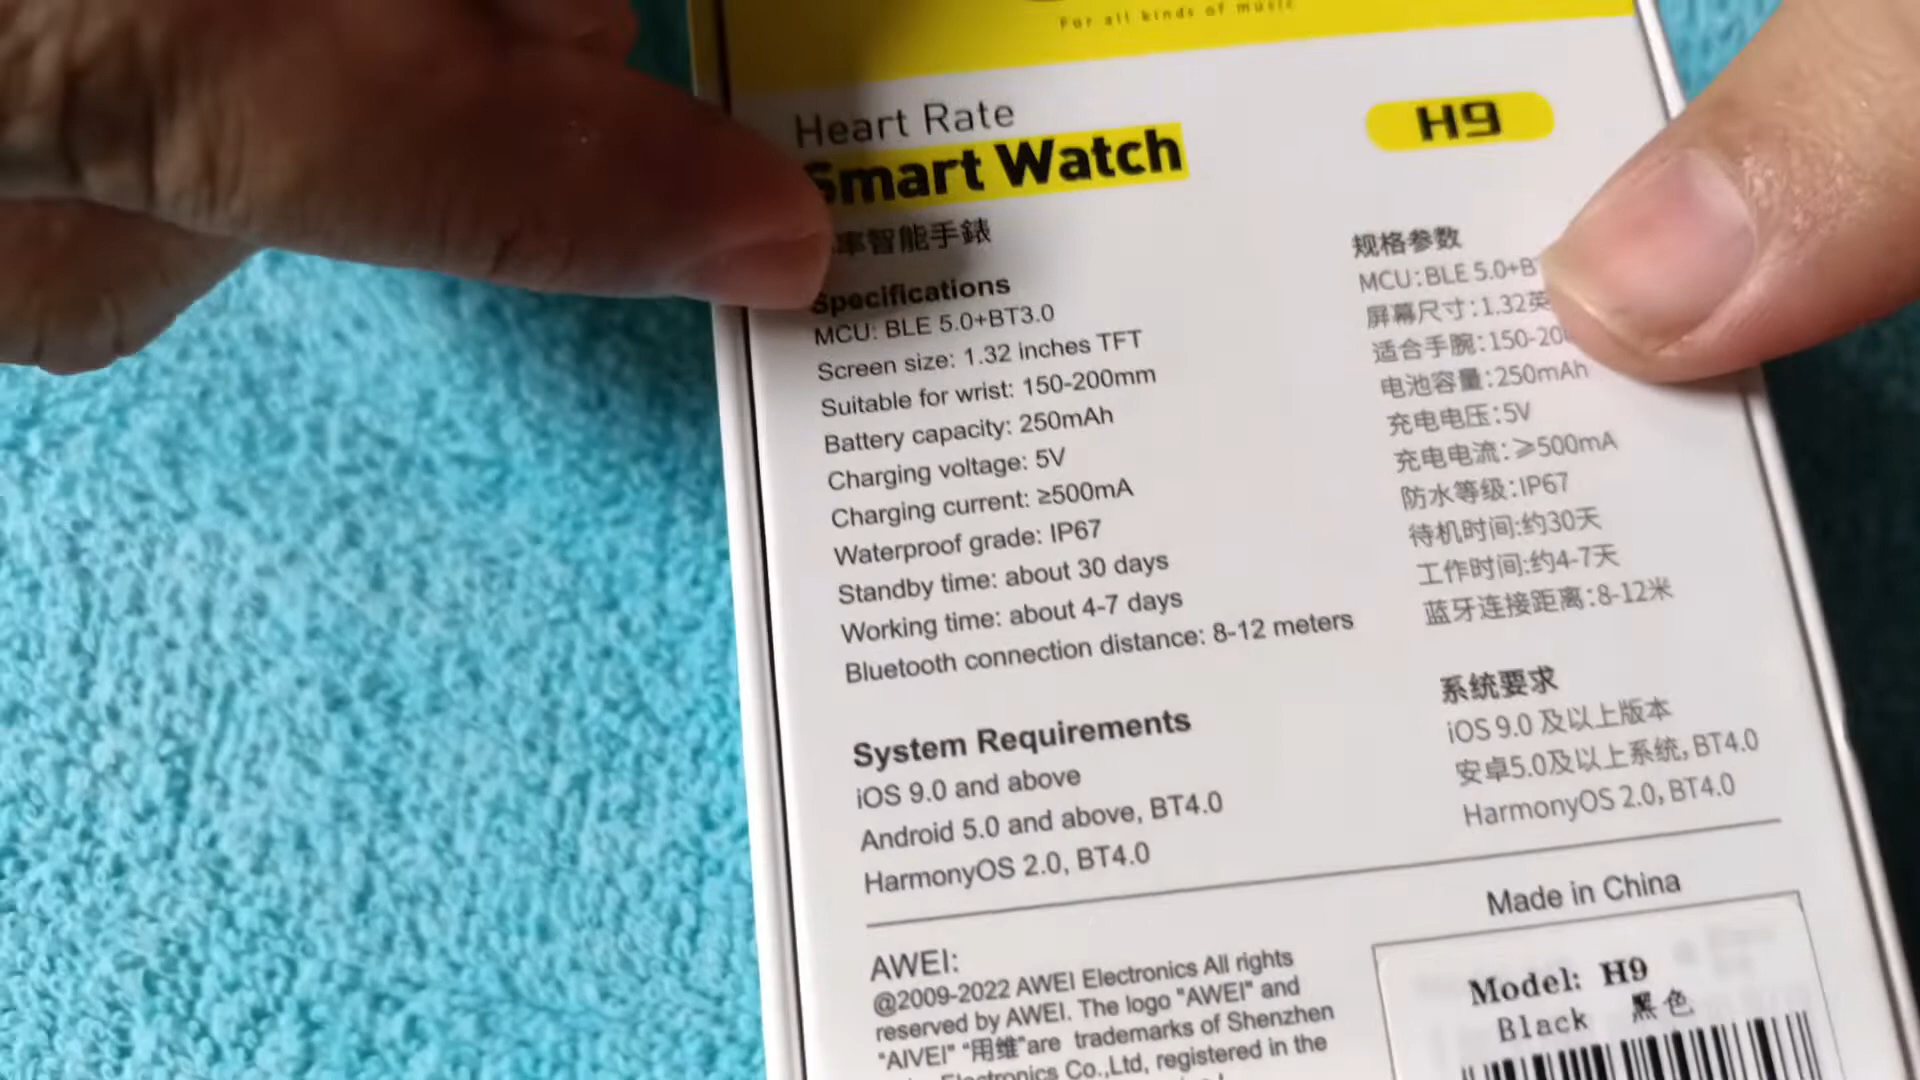 For all kinds of music
Heart Rate
Smart Watch
H9
率智能手錶
Specifications
MCU: BLE 5.0+BT3.0
Screen size: 1.32 inches TFT
Suitable for wrist: 150-200mm
Battery capacity: 250mAh
Charging voltage: 5V
Charging current: ≥500mA
Waterproof grade: IP67
Standby time: about 30 days
Working time: about 4-7 days
Bluetooth connection distance: 8-12 meters
System Requirements
iOS 9.0 and above
Android 5.0 and above, BT4.0
HarmonyOS 2.0, BT4.0
规格参数
MCU:BLE 5.0+B
屏幕尺寸:1.32英
适合手腕:150-20
电池容量:250mAh
充电电压:5V
充电电流:≥500mA
防水等级:IP67
待机时间:约30天
工作时间:约4-7天
蓝牙连接距离:8-12米
系统要求
iOS 9.0 及以上版本
安卓5.0及以上系统, BT4.0
HarmonyOS 2.0, BT4.0
Made in China
AWEI:
@2009-2022 AWEI Electronics All rights
reserved by AWEI. The logo "AWEI" and
"AIVEI" "用维"are trademarks of Shenzhen
Electronics Co.,Ltd, registered in the
Model: H9
Black 黑色